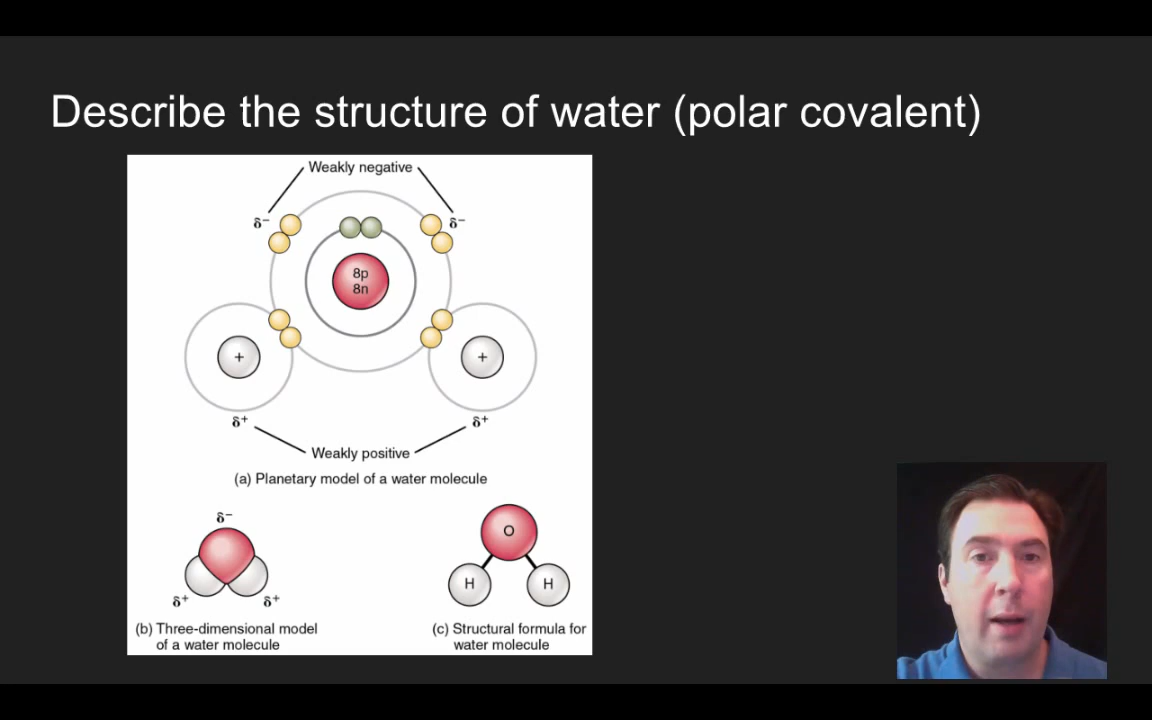 Describe the structure of water (polar covalent)
Weakly negative
δ⁻
δ⁻
8p
8n
+
+
δ⁺
δ⁺
Weakly positive
(a) Planetary model of a water molecule
δ⁻
δ⁺
δ⁺
(b) Three-dimensional model
of a water molecule
O
H
H
(c) Structural formula for
water molecule